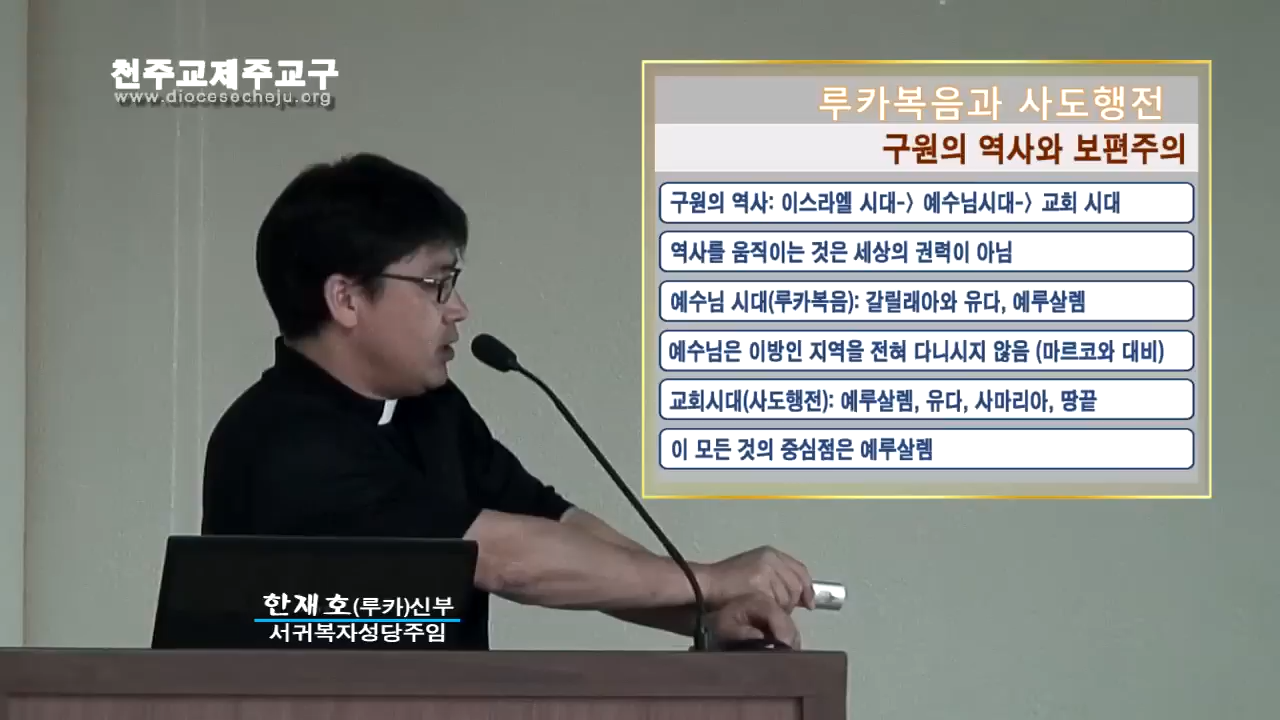 천주교제주교구
www.diocesecheju.org
루카복음과 사도행전
구원의 역사와 보편주의
구원의 역사: 이스라엘 시대-> 예수님시대-> 교회 시대
역사를 움직이는 것은 세상의 권력이 아님
예수님 시대(루카복음): 갈릴래아와 유다, 예루살렘
예수님은 이방인 지역을 전혀 다니시지 않음 (마르코와 대비)
교회시대(사도행전): 예루살렘, 유다, 사마리아, 땅끝
이 모든 것의 중심점은 예루살렘
한재호(루카)신부
서귀복자성당주임